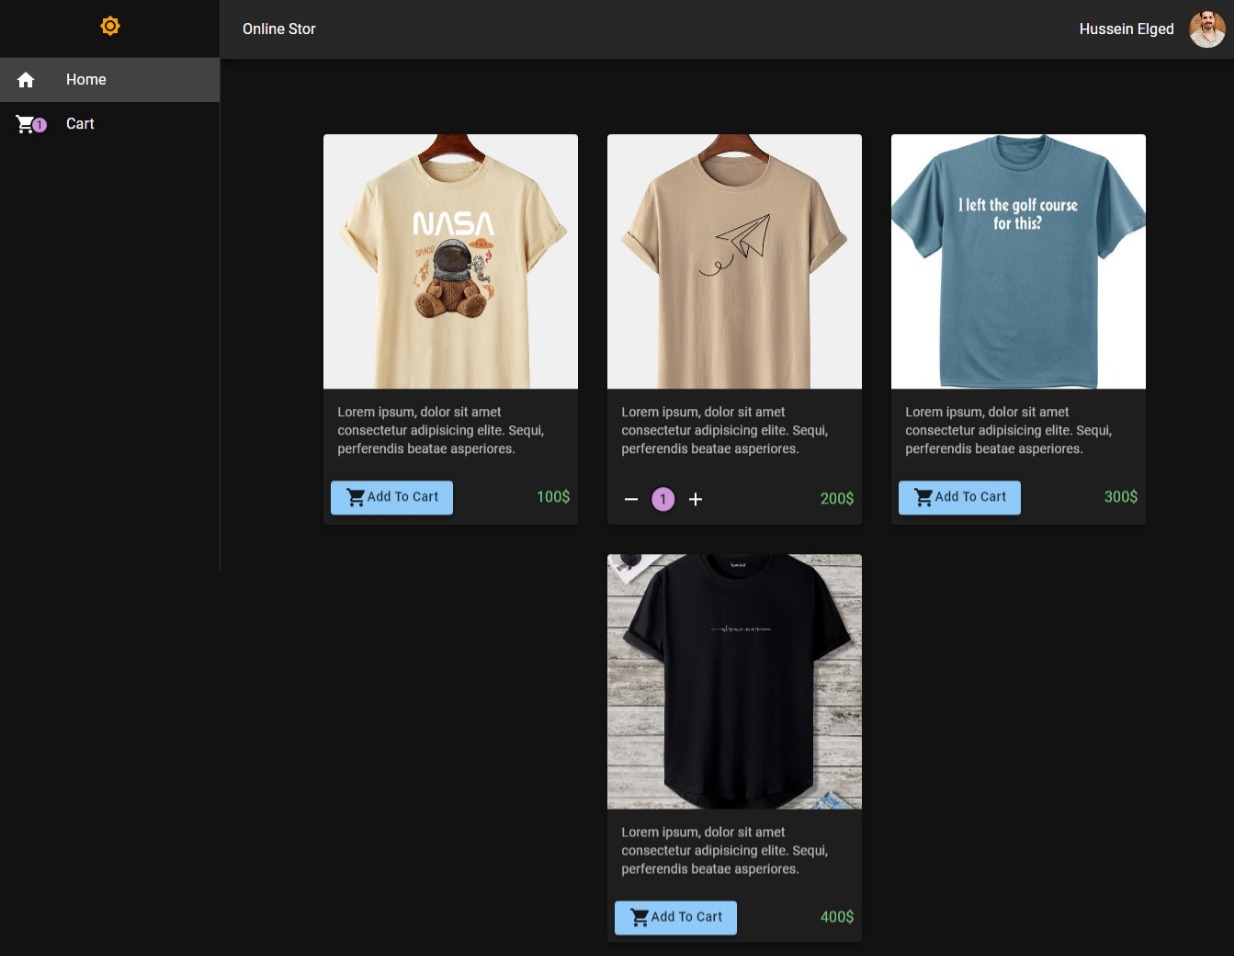 Online Stor
Hussein Elged
Home
1
Cart
NASA
SPACE
I left the golf course
for this?
Lorem ipsum, dolor sit amet
consectetur adipisicing elite. Sequi,
perferendis beatae asperiores.
Add To Cart
100$
Lorem ipsum, dolor sit amet
consectetur adipisicing elite. Sequi,
perferendis beatae asperiores.
1
200$
Lorem ipsum, dolor sit amet
consectetur adipisicing elite. Sequi,
perferendis beatae asperiores.
Add To Cart
300$
Lorem ipsum, dolor sit amet
consectetur adipisicing elite. Sequi,
perferendis beatae asperiores.
Add To Cart
400$